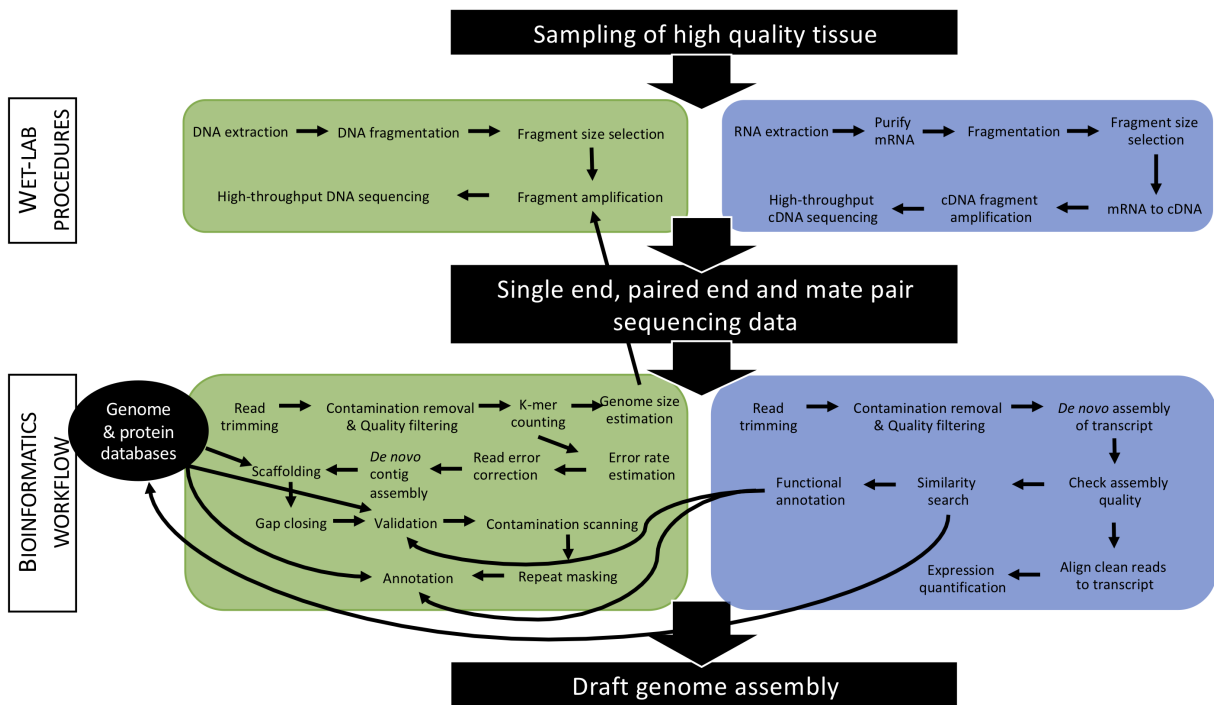 Sampling of high quality tissue
WET-LAB
PROCEDURES
DNA extraction
DNA fragmentation
Fragment size selection
Fragment amplification
High-throughput DNA sequencing
RNA extraction
Purify
mRNA
Fragmentation
Fragment size
selection
mRNA to cDNA
cDNA fragment
amplification
High-throughput
cDNA sequencing
Single end, paired end and mate pair
sequencing data
BIOINFORMATICS
WORKFLOW
Genome
& protein
databases
Read
trimming
Contamination removal
& Quality filtering
K-mer
counting
Genome size
estimation
Error rate
estimation
Read error
correction
De novo
contig
assembly
Scaffolding
Gap closing
Validation
Contamination scanning
Repeat masking
Annotation
Read
trimming
Contamination removal
& Quality filtering
De novo assembly
of transcript
Check assembly
quality
Similarity
search
Functional
annotation
Align clean reads
to transcript
Expression
quantification
Draft genome assembly